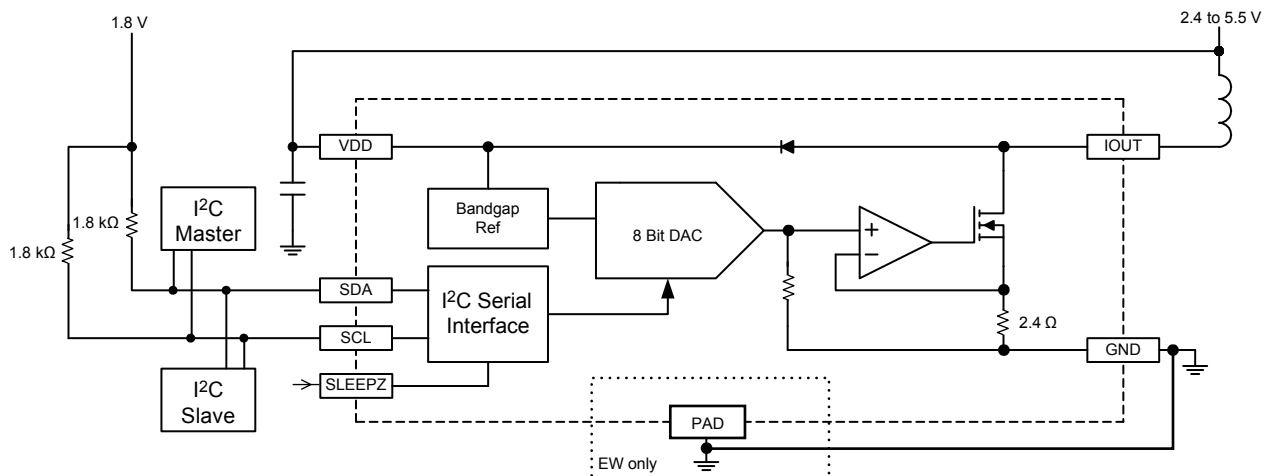 1.8 V
2.4 to 5.5 V
VDD
IOUT
I²C
Master
1.8 kΩ
1.8 kΩ
Bandgap
Ref
8 Bit DAC
+
–
SDA
I²C Serial
Interface
2.4 Ω
SCL
GND
SLEEPZ
I²C
Slave
PAD
EW only